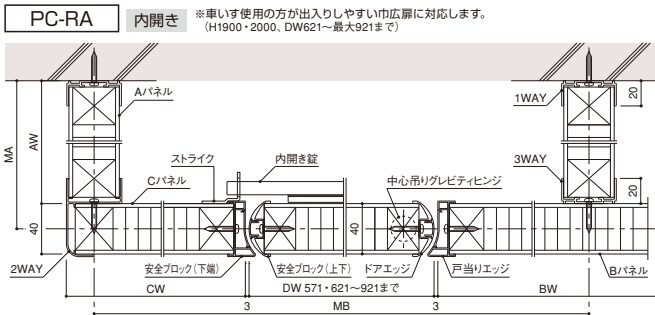 PC-RA 内開き ※車いす使用の方が出入りしやすい巾広扉に対応します。
（H1900・2000、DW621～最大921まで）
Aパネル
1WAY
20
MA
AW
ストライク
内開き錠
中心吊りグレビティヒンジ
3WAY
20
Cパネル
40
40
2WAY
安全ブロック（下端）
安全ブロック（上下）
ドアエッジ
戸当りエッジ
Bパネル
CW
DW 571・621～921まで
BW
3
MB
3